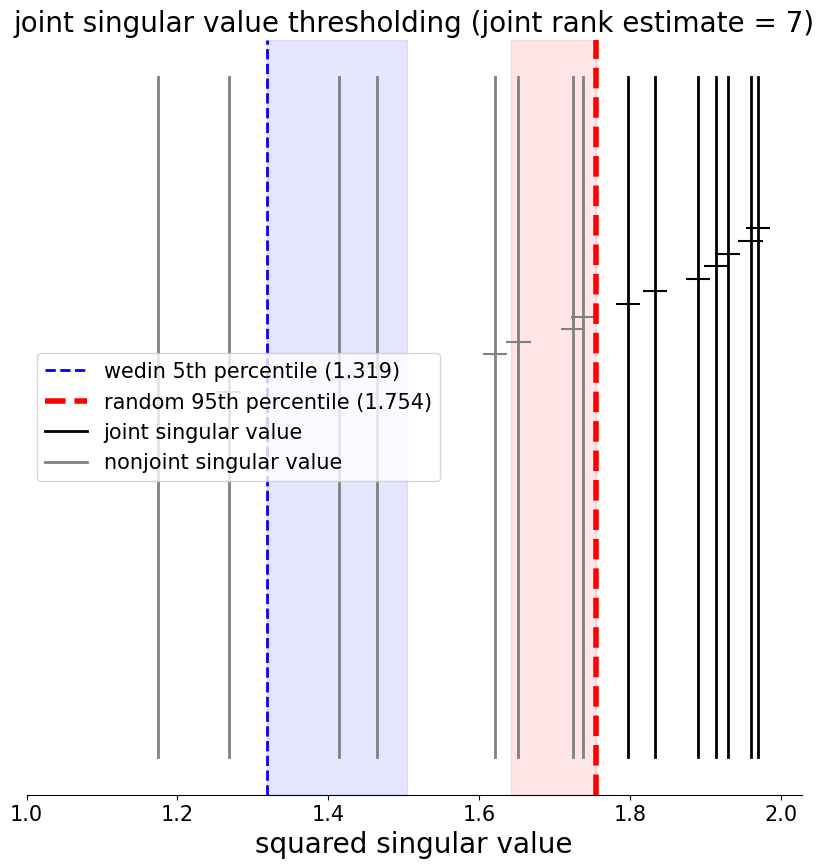 joint singular value thresholding (joint rank estimate = 7)
wedin 5th percentile (1.319)
random 95th percentile (1.754)
joint singular value
nonjoint singular value
1.0 1.2 1.4 1.6 1.8 2.0
squared singular value